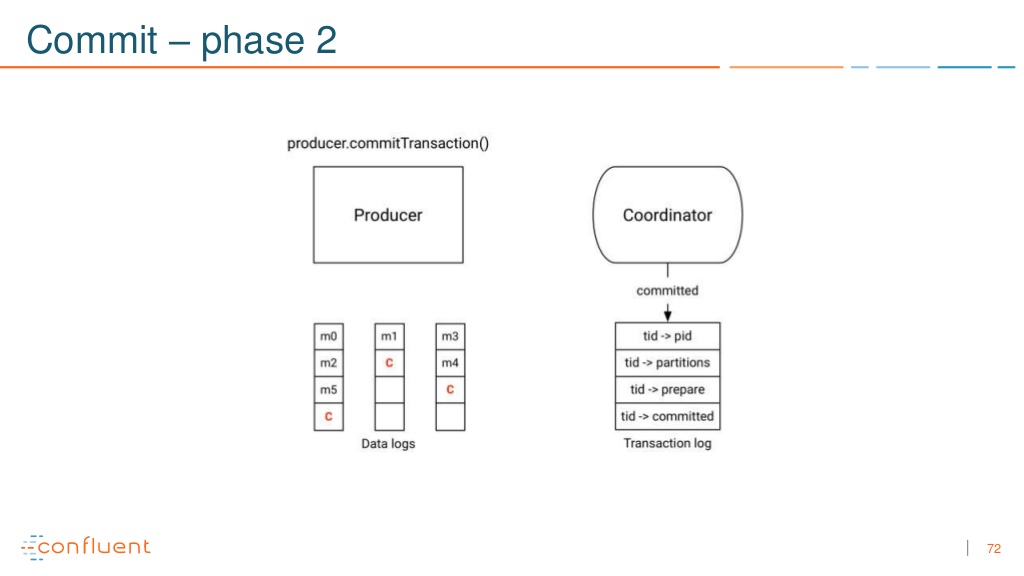 Commit – phase 2
producer.commitTransaction()
Producer
Coordinator
committed
m0
m2
m5
C
m1
C
m3
m4
C
Data logs
tid -> pid
tid -> partitions
tid -> prepare
tid -> committed
Transaction log
confluent
72